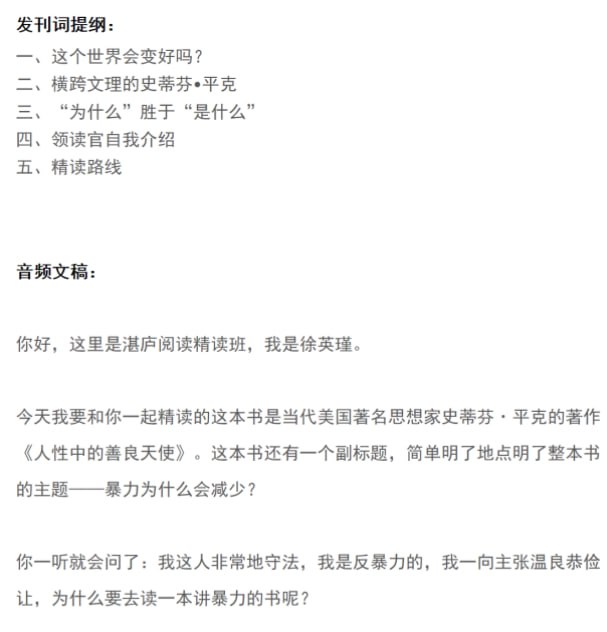 发刊词提纲：
一、这个世界会变好吗？
二、横跨文理的史蒂芬•平克
三、“为什么”胜于“是什么”
四、领读官自我介绍
五、精读路线
音频文稿：
你好，这里是湛庐阅读精读班，我是徐英瑾。
今天我要和你一起精读的这本书是当代美国著名思想家史蒂芬·平克的著作
《人性中的善良天使》。这本书还有一个副标题，简单明了地点明了整本书
的主题——暴力为什么会减少？
你一听就会问了：我这人非常地守法，我是反暴力的，我一向主张温良恭俭
让，为什么要去读一本讲暴力的书呢？